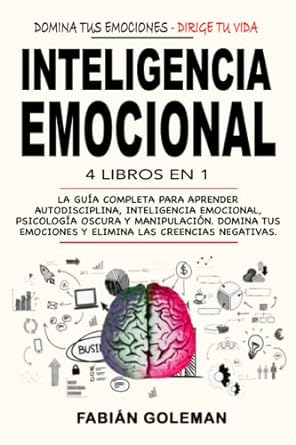 DOMINA TUS EMOCIONES - DIRIGE TU VIDA
INTELIGENCIA
EMOCIONAL
4 LIBROS EN 1
LA GUÍA COMPLETA PARA APRENDER
AUTODISCIPLINA, INTELIGENCIA EMOCIONAL,
PSICOLOGÍA OSCURA Y MANIPULACIÓN. DOMINA TUS
EMOCIONES Y ELIMINA LAS CREENCIAS NEGATIVAS.
BUSI
FABIÁN GOLEMAN